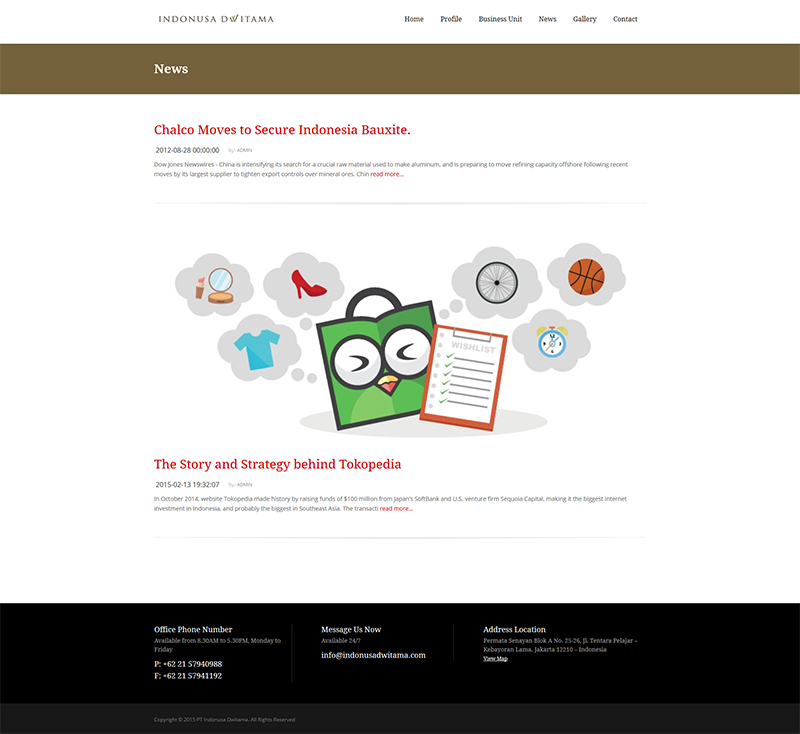 INDONUSA DWITAMA
Home Profile Business Unit News Gallery Contact
News
Chalco Moves to Secure Indonesia Bauxite.
2012-08-28 00:00:00 by: ADMIN
Dow Jones Newswires - China is intensifying its search for a crucial raw material used to make aluminum, and is preparing to move refining capacity offshore following recent
moves by its largest supplier to tighten export controls over mineral ores. Chin read more...
WISHLIST
The Story and Strategy behind Tokopedia
2015-02-13 19:32:07 by: ADMIN
In October 2014, website Tokopedia made history by raising funds of $100 million from Japan's SoftBank and U.S. venture firm Sequoia Capital, making it the biggest internet
investment in Indonesia, and probably the biggest in Southeast Asia. The transacti read more...
Office Phone Number
Available from 8.30AM to 5.30PM, Monday to
Friday
P: +62 21 57940988
F: +62 21 57941192
Message Us Now
Available 24/7
info@indonusadwitama.com
Address Location
Permata Senayan Blok A No. 25-26, Jl. Tentara Pelajar –
Kebayoran Lama, Jakarta 12210 – Indonesia
View Map
Copyright © 2015 PT Indonusa Dwitama. All Rights Reserved